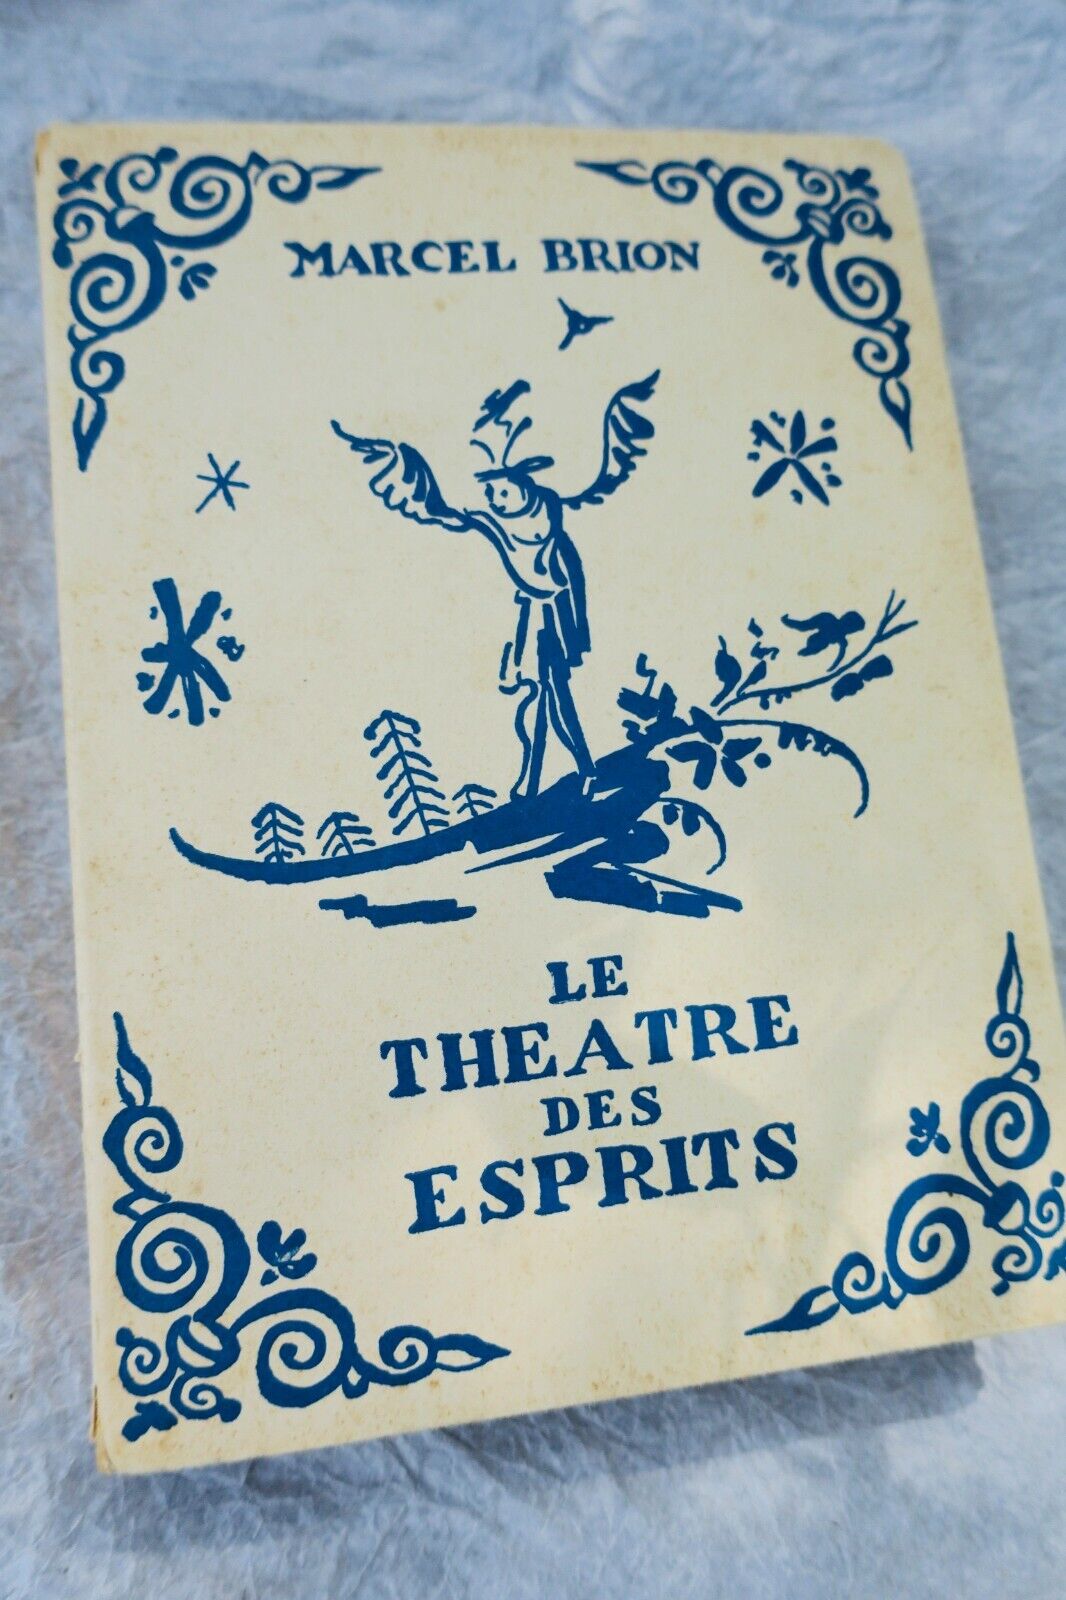 MARCEL BRION
LE
THEATRE
DES
ESPRITS